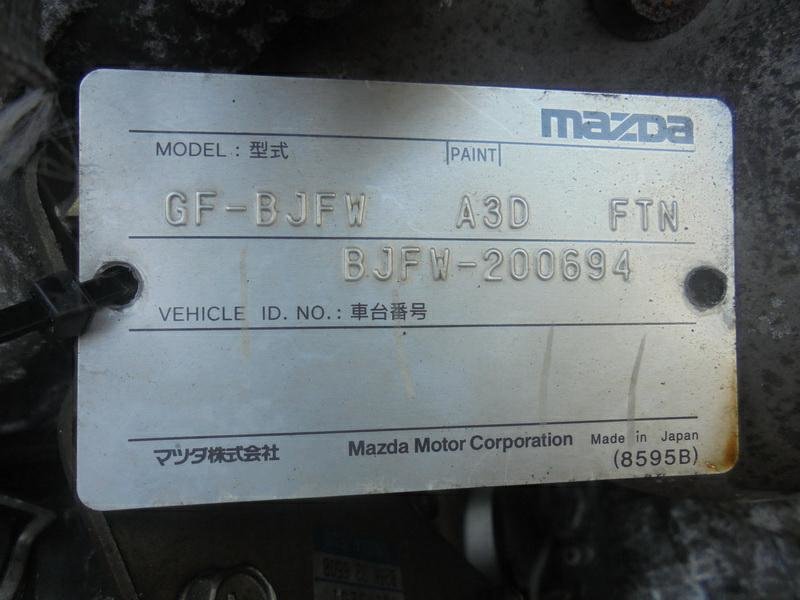 mazda
MODEL : 型式 PAINT
GF-BJFW A3D FTN.
BJFW-200694
VEHICLE ID. NO. : 車台番号
マツダ株式会社 Mazda Motor Corporation Made in Japan
(8595B)